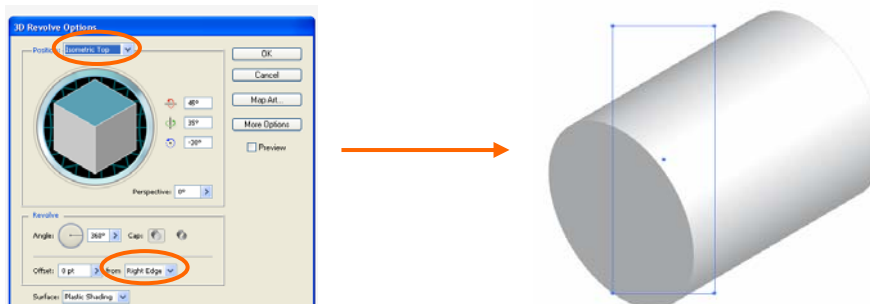 3D Revolve Options
Position: Isometric Top
OK
Cancel
Map Art...
More Options
Preview
45°
35°
-30°
Perspective: 0°
Revolve
Angle: 360° Cap:
Offset: 0 pt from Right Edge
Surface: Plastic Shading